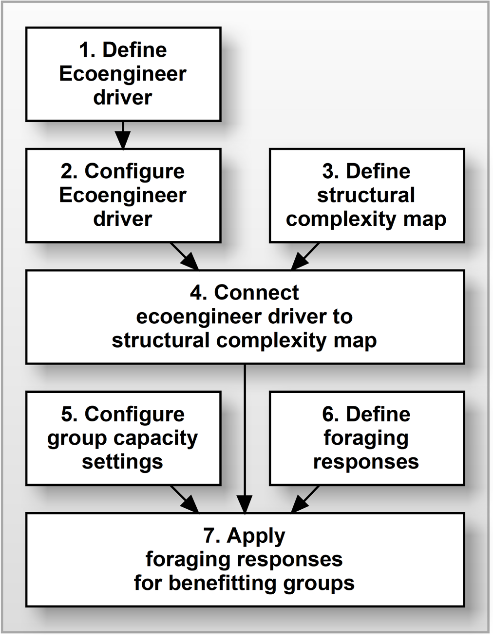 1. Define
Ecoengineer
driver
2. Configure
Ecoengineer
driver
3. Define
structural
complexity map
4. Connect
ecoengineer driver to
structural complexity map
5. Configure
group capacity
settings
6. Define
foraging
responses
7. Apply
foraging responses
for benefitting groups